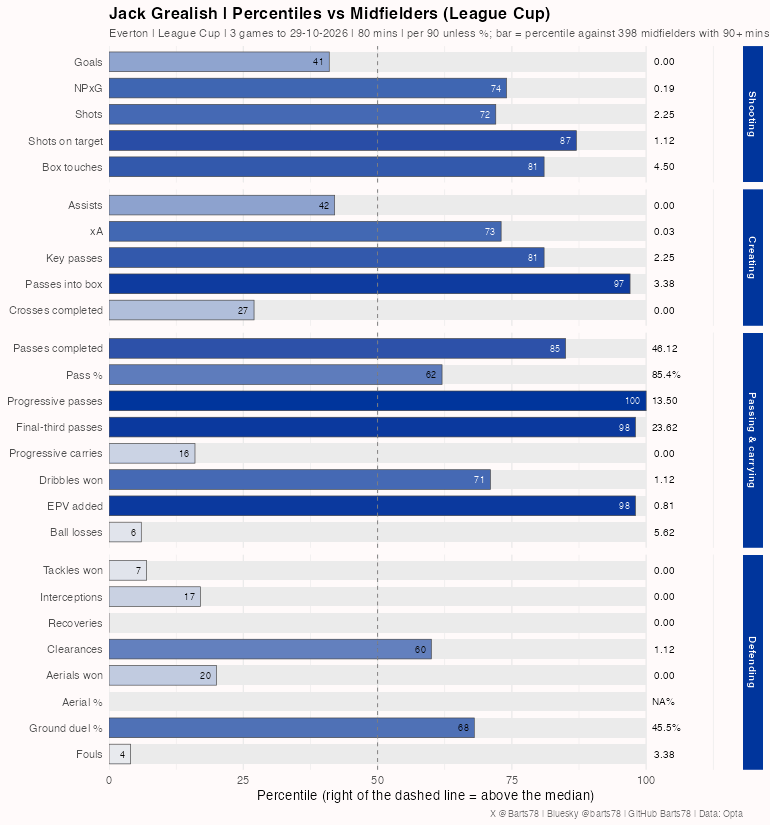 Jack Grealish | Percentiles vs Midfielders (League Cup)
Everton | League Cup | 3 games to 29-10-2026 | 80 mins | per 90 unless %; bar = percentile against 398 midfielders with 90+ mins
Goals 41 0.00
NPxG 74 0.19
Shots 72 2.25
Shots on target 87 1.12
Box touches 81 4.50
Shooting
Assists 42 0.00
xA 73 0.03
Key passes 81 2.25
Passes into box 97 3.38
Crosses completed 27 0.00
Creating
Passes completed 85 46.12
Pass % 62 85.4%
Progressive passes 100 13.50
Final-third passes 98 23.62
Progressive carries 16 0.00
Dribbles won 71 1.12
EPV added 98 0.81
Ball losses 6 5.62
Passing & carrying
Tackles won 7 0.00
Interceptions 17 0.00
Recoveries 0.00
Clearances 60 1.12
Aerials won 20 0.00
Aerial % NA%
Ground duel % 68 45.5%
Fouls 4 3.38
Defending
0 25 50 75 100
Percentile (right of the dashed line = above the median)
X @Barts78 | Bluesky @barts78 | GitHub Barts78 | Data: Opta